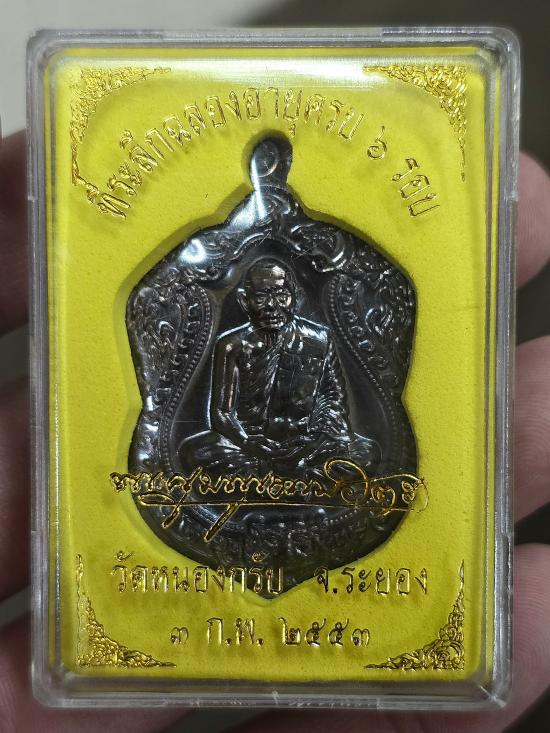 ที่ระลึกฉลองอายุครบ ๖ รอบ
วัดหนองกรับ จ.ระยอง
๓ ก.พ. ๒๕๕๓